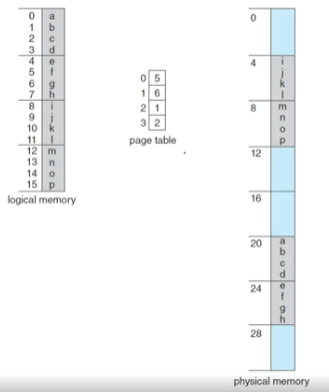 0 a
1 b
2 c
3 d
4 e
5 f
6 g
7 h
8 i
9 j
10 k
11 l
12 m
13 n
14 o
15 p
logical memory
0 5
1 6
2 1
3 2
page table
0
4 i
j
k
l
8 m
n
o
p
12
16
20 a
b
c
d
24 e
f
g
h
28
physical memory